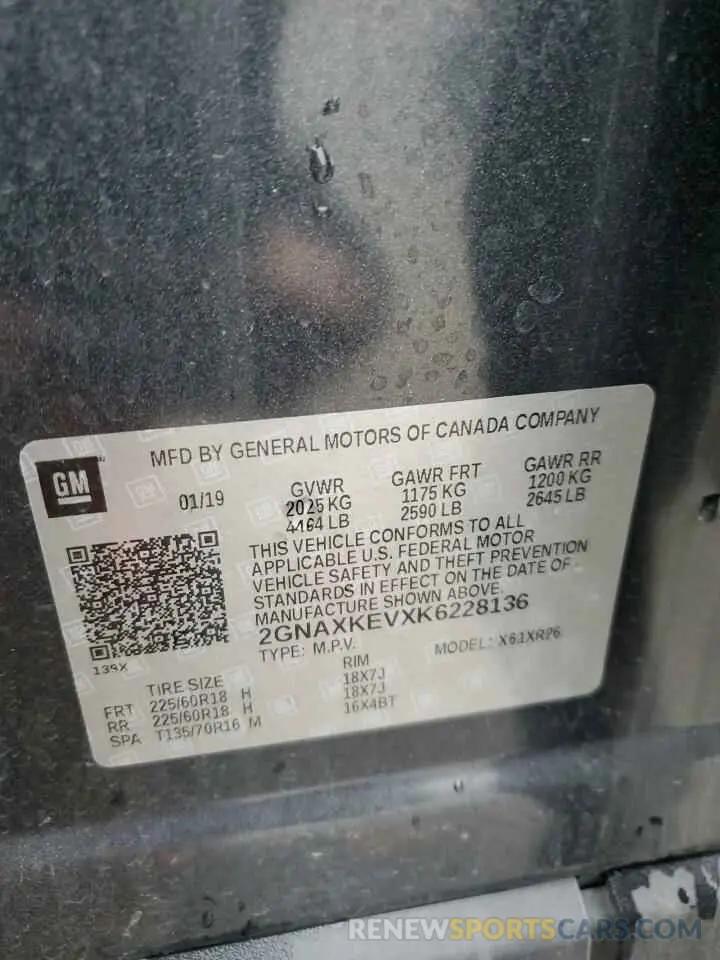 MFD BY GENERAL MOTORS OF CANADA COMPANY
GM
01/19 GVWR GAWR FRT GAWR RR
2025 KG 1175 KG 1200 KG
4464 LB 2590 LB 2645 LB
THIS VEHICLE CONFORMS TO ALL
APPLICABLE U.S. FEDERAL MOTOR
VEHICLE SAFETY AND THEFT PREVENTION
STANDARDS IN EFFECT ON THE DATE OF
MANUFACTURE SHOWN ABOVE.
2GNAXKEVXK6228136
TYPE: M.P.V. MODEL: X61XRP6
139X
TIRE SIZE RIM
FRT 225/60R18 H 18X7J
RR 225/60R18 H 18X7J
SPA T135/70R16 M 16X4BT
RENEWSPORTSCARS.COM